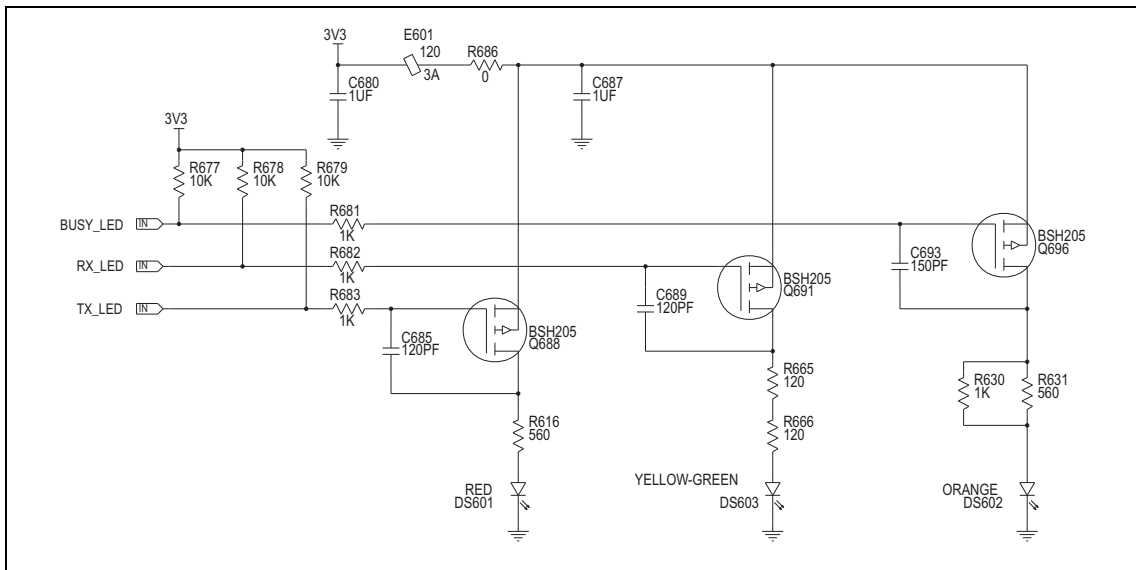 3V3
E601
120
3A
R686
0
C680
1UF
C687
1UF
3V3
R677
10K
R678
10K
R679
10K
BUSY_LED
IN
R681
1K
BSH205
Q696
C693
150PF
RX_LED
IN
R682
1K
BSH205
Q691
C689
120PF
TX_LED
IN
R683
1K
BSH205
Q688
C685
120PF
R665
120
R630
1K
R631
560
R616
560
R666
120
RED
DS601
YELLOW-GREEN
DS603
ORANGE
DS602